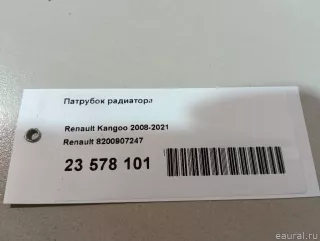 Патрубок радиатора
Renault Kangoo 2008-2021
Renault 8200907247
23 578 101
eaural.ru